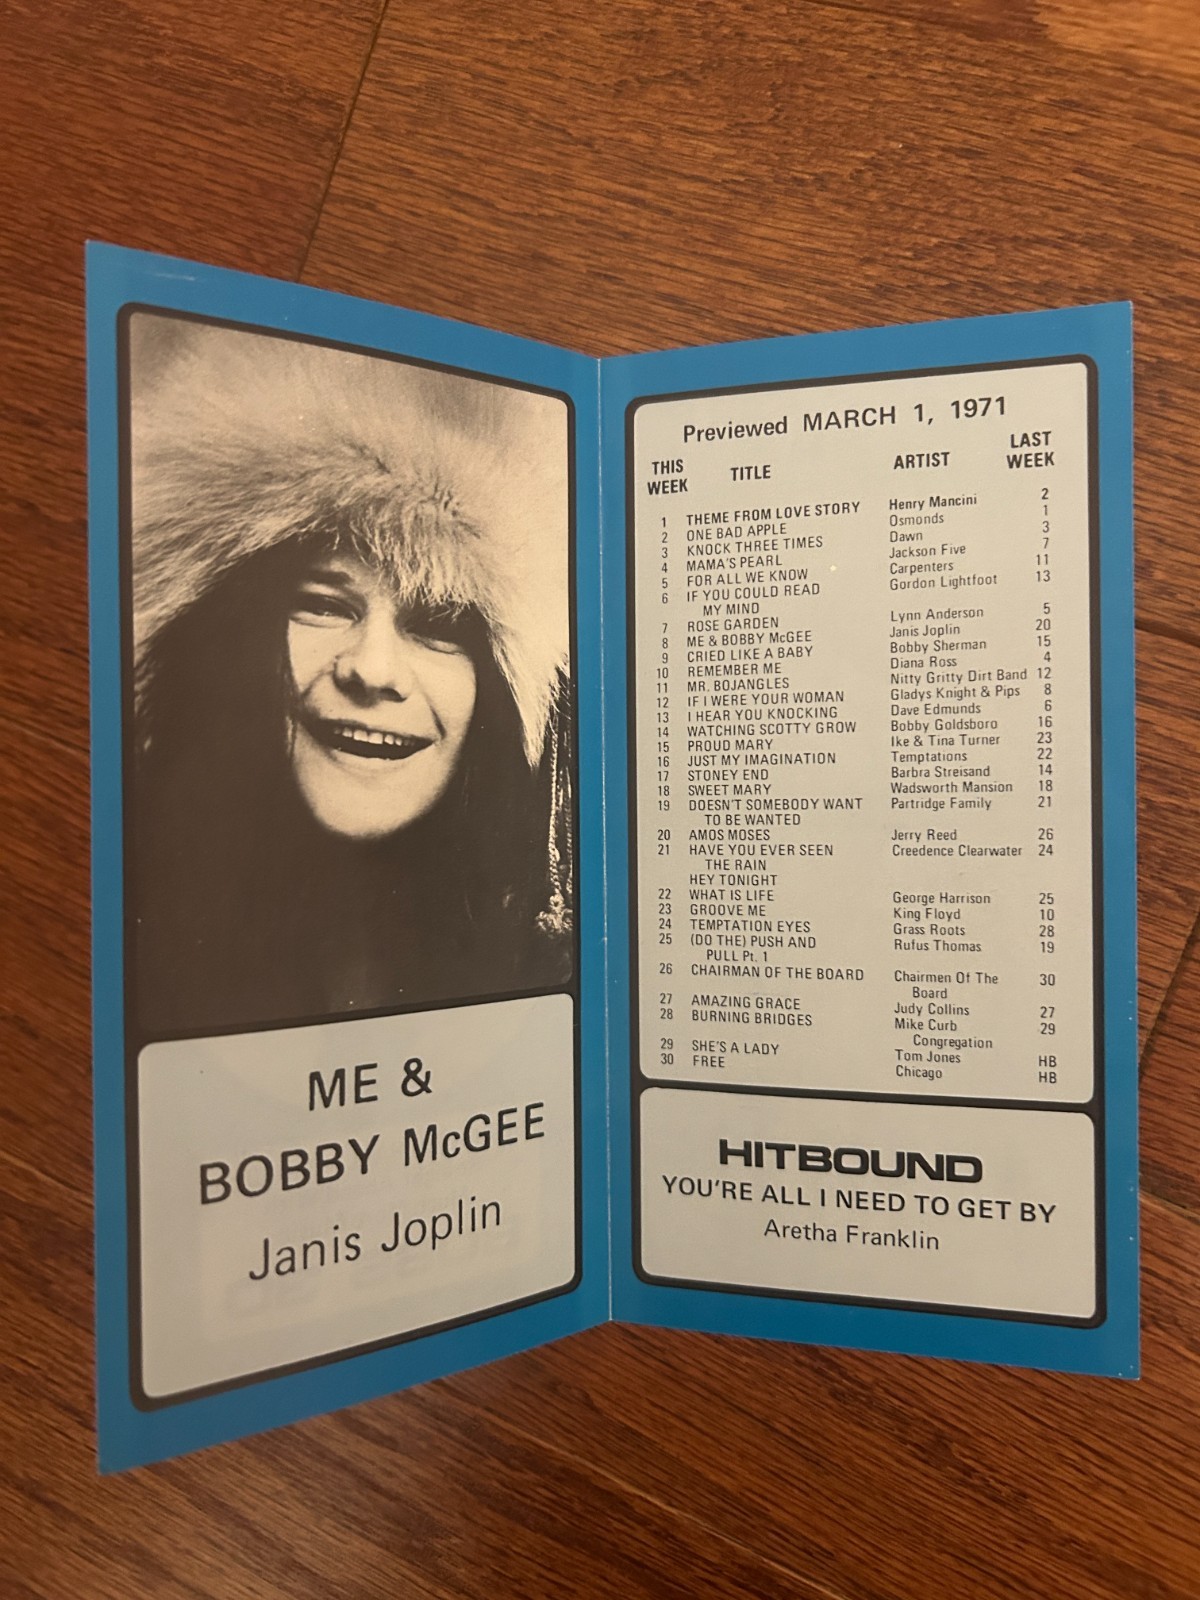 ME &
BOBBY McGEE
Janis Joplin
Previewed MARCH 1, 1971
THIS WEEK TITLE ARTIST LAST WEEK
1 THEME FROM LOVE STORY Henry Mancini 2
2 ONE BAD APPLE Osmonds 1
3 KNOCK THREE TIMES Dawn 3
4 MAMA'S PEARL Jackson Five 7
5 FOR ALL WE KNOW Carpenters 11
6 IF YOU COULD READ Gordon Lightfoot 13
MY MIND
7 ROSE GARDEN Lynn Anderson 5
8 ME & BOBBY McGEE Janis Joplin 20
9 CRIED LIKE A BABY Bobby Sherman 15
10 REMEMBER ME Diana Ross 4
11 MR. BOJANGLES Nitty Gritty Dirt Band 12
12 IF I WERE YOUR WOMAN Gladys Knight & Pips 8
13 I HEAR YOU KNOCKING Dave Edmunds 6
14 WATCHING SCOTTY GROW Bobby Goldsboro 16
15 PROUD MARY Ike & Tina Turner 23
16 JUST MY IMAGINATION Temptations 22
17 STONEY END Barbra Streisand 14
18 SWEET MARY Wadsworth Mansion 18
19 DOESN'T SOMEBODY WANT Partridge Family 21
TO BE WANTED
20 AMOS MOSES Jerry Reed 26
21 HAVE YOU EVER SEEN Creedence Clearwater 24
THE RAIN
HEY TONIGHT
22 WHAT IS LIFE George Harrison 25
23 GROOVE ME King Floyd 10
24 TEMPTATION EYES Grass Roots 28
25 (DO THE) PUSH AND Rufus Thomas 19
PULL Pt. 1
26 CHAIRMAN OF THE BOARD Chairmen Of The 30
Board
27 AMAZING GRACE Judy Collins 27
28 BURNING BRIDGES Mike Curb 29
Congregation
29 SHE'S A LADY Tom Jones HB
30 FREE Chicago HB
HITBOUND
YOU'RE ALL I NEED TO GET BY
Aretha Franklin